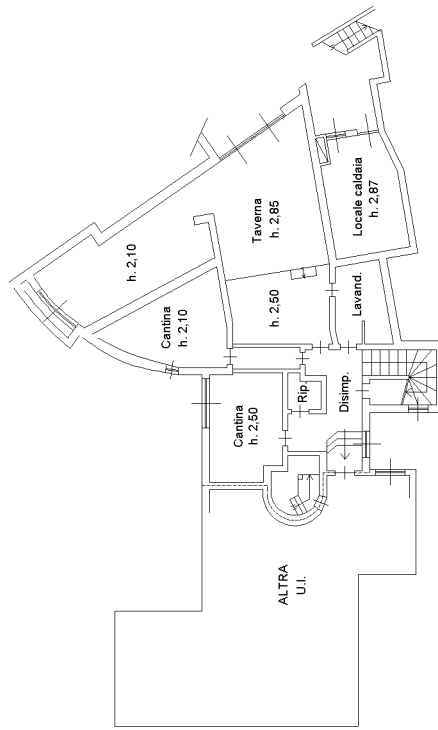 h. 2,10
Taverna
h. 2,85
Locale caldaia
h. 2,87
Cantina
h. 2,10
h. 2,50
Lavand.
Cantina
h. 2,50
Rip.
Disimp.
ALTRA
U.I.